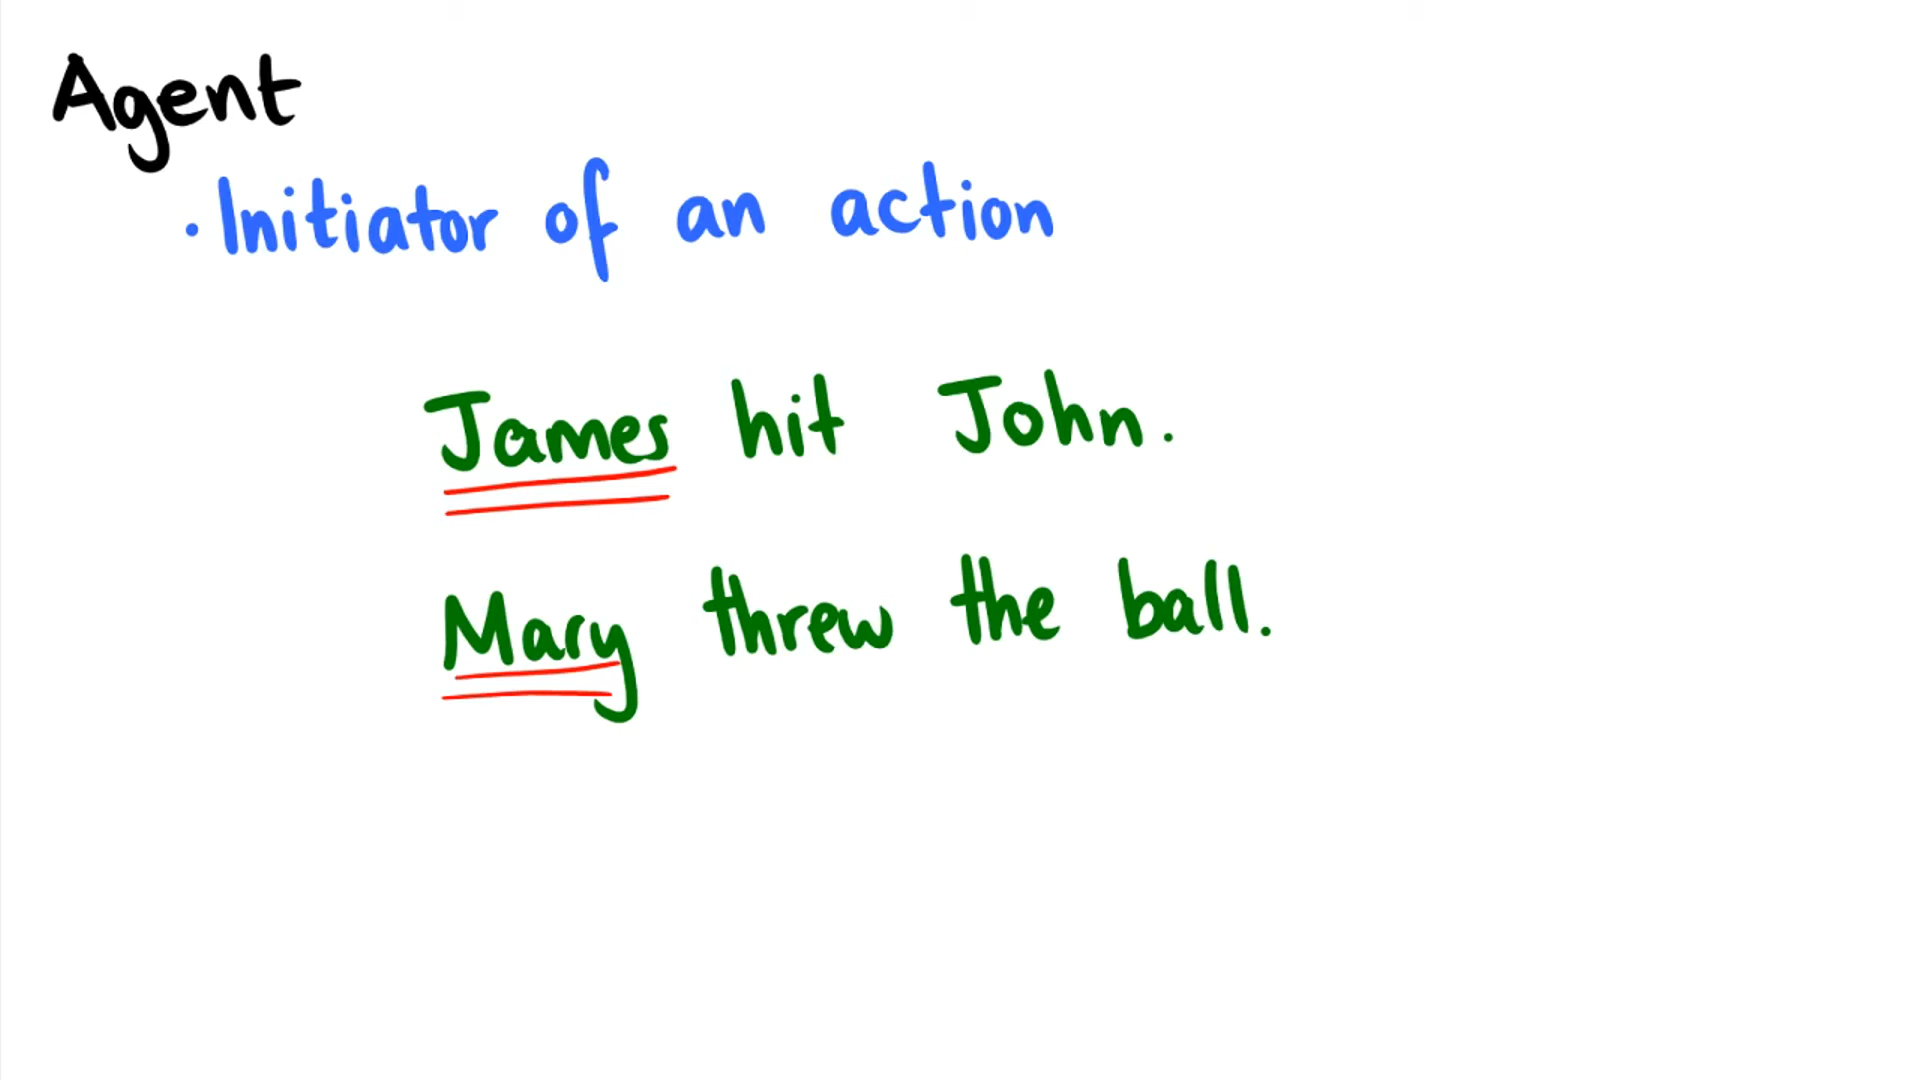 Agent
· Initiator of an action
James hit John.
Mary threw the ball.